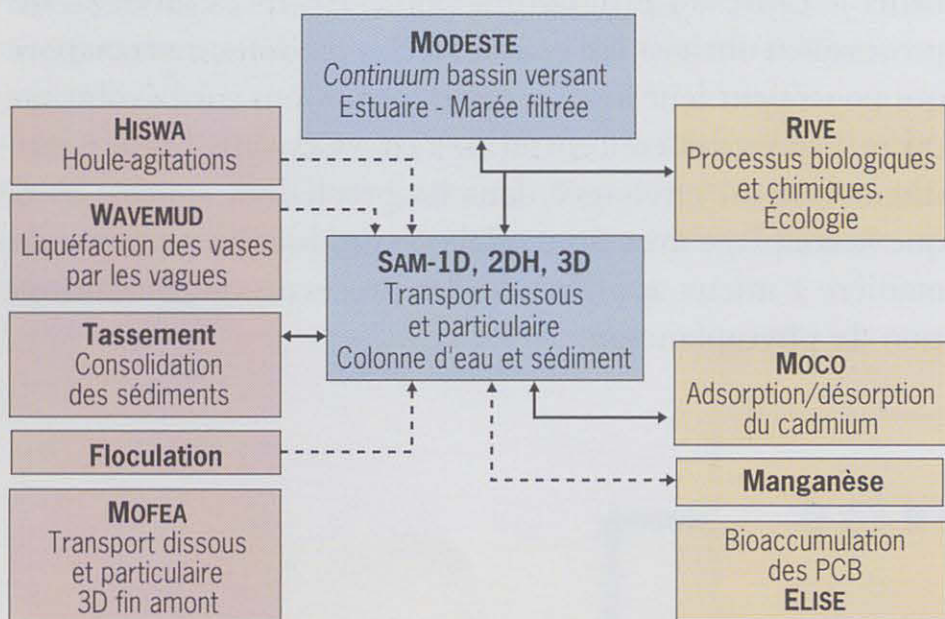 MODESTE
Continuum bassin versant
Estuaire - Marée filtrée
HISWA
Houle-agitations
WAVEMUD
Liquéfaction des vases
par les vagues
Tassement
Consolidation
des sédiments
Floculation
MOFEA
Transport dissous
et particulaire
3D fin amont
SAM-1D, 2DH, 3D
Transport dissous
et particulaire
Colonne d'eau et sédiment
RIVE
Processus biologiques
et chimiques.
Écologie
MOCO
Adsorption/désorption
du cadmium
Manganèse
Bioaccumulation
des PCB
ELISE